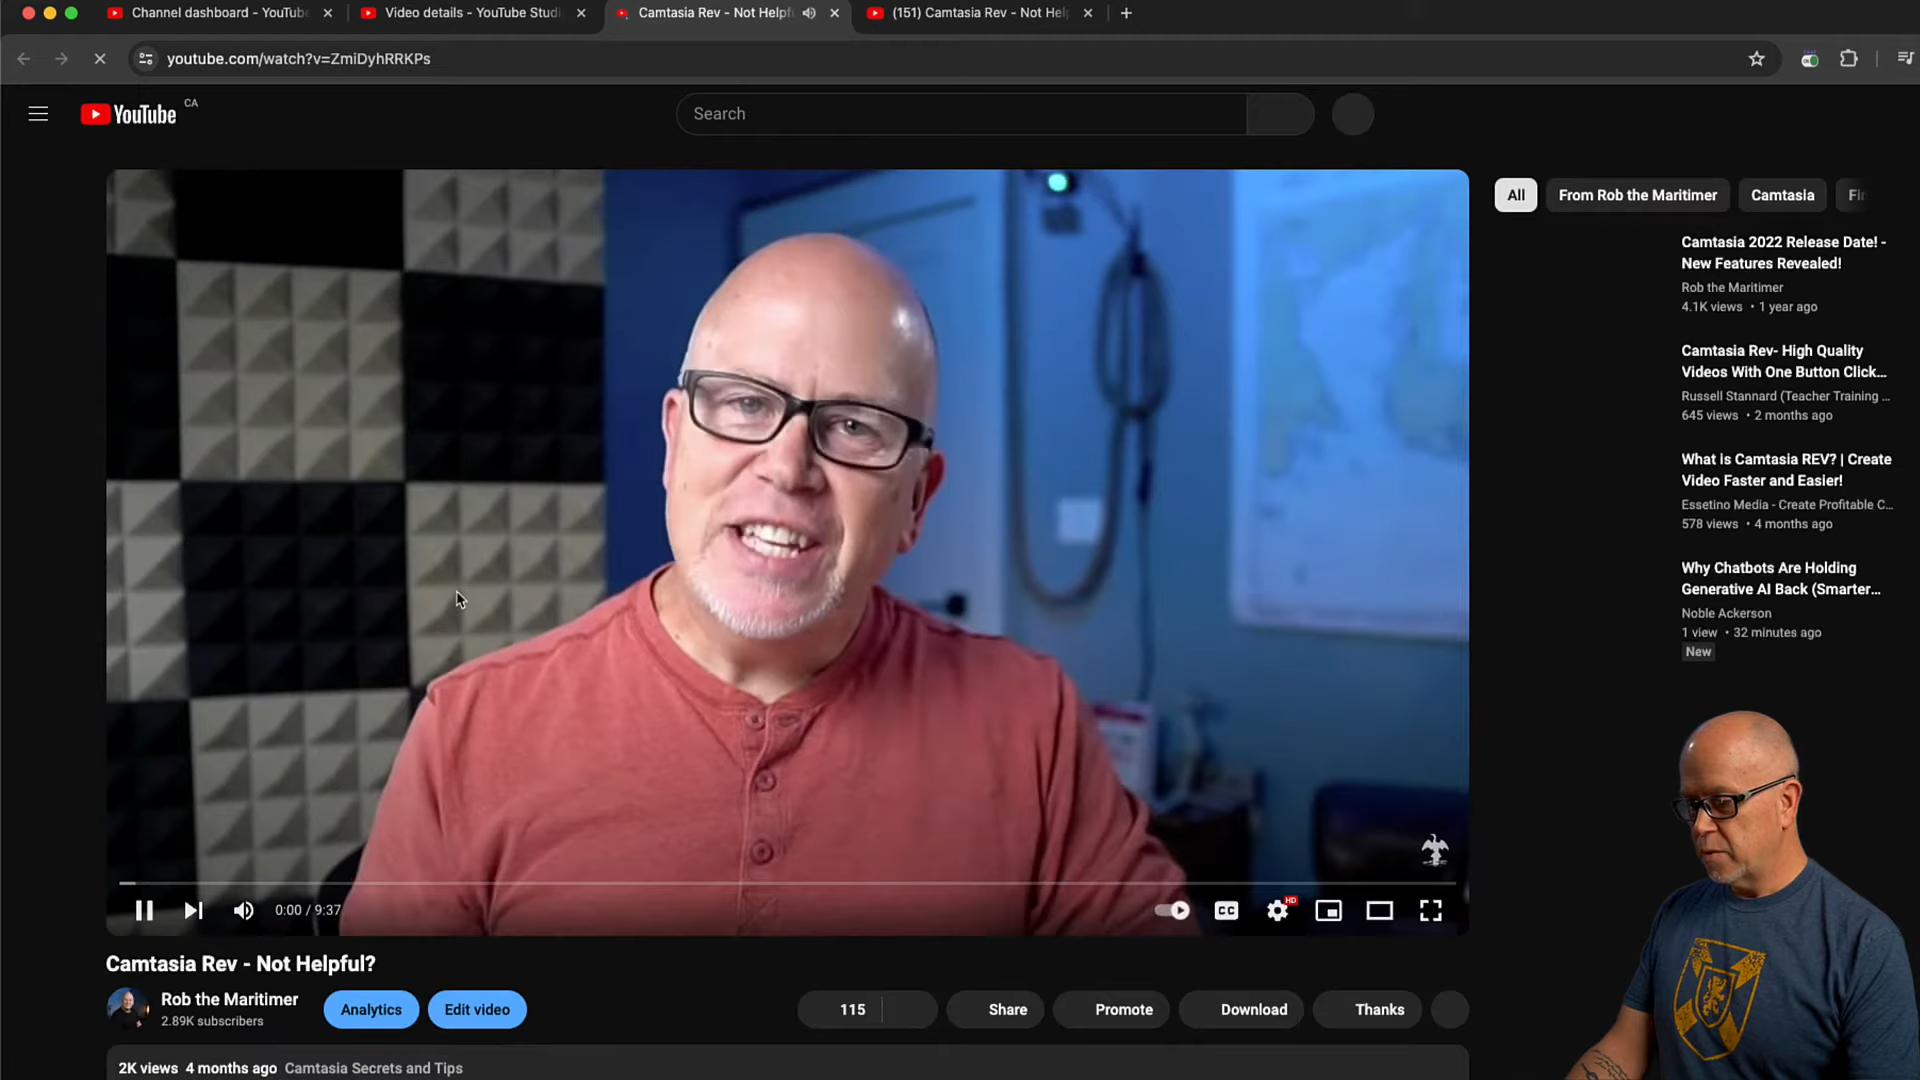 Channel dashboard - YouTube
Video details - YouTube Studi
Camtasia Rev - Not Helpf
(151) Camtasia Rev - Not Hel
youtube.com/watch?v=ZmiDyhRRKPs
YouTube CA
Search
All
From Rob the Maritimer
Camtasia
Camtasia 2022 Release Date! -
New Features Revealed!
Rob the Maritimer
4.1K views • 1 year ago
Camtasia Rev- High Quality
Videos With One Button Click...
Russell Stannard (Teacher Training ...
645 views • 2 months ago
What is Camtasia REV? | Create
Video Faster and Easier!
Essetino Media - Create Profitable C...
578 views • 4 months ago
Why Chatbots Are Holding
Generative AI Back (Smarter...
Noble Ackerson
1 view • 32 minutes ago
New
0:00 / 9:37
CC
HD
Camtasia Rev - Not Helpful?
Rob the Maritimer
2.89K subscribers
Analytics
Edit video
115
Share
Promote
Download
Thanks
2K views 4 months ago Camtasia Secrets and Tips